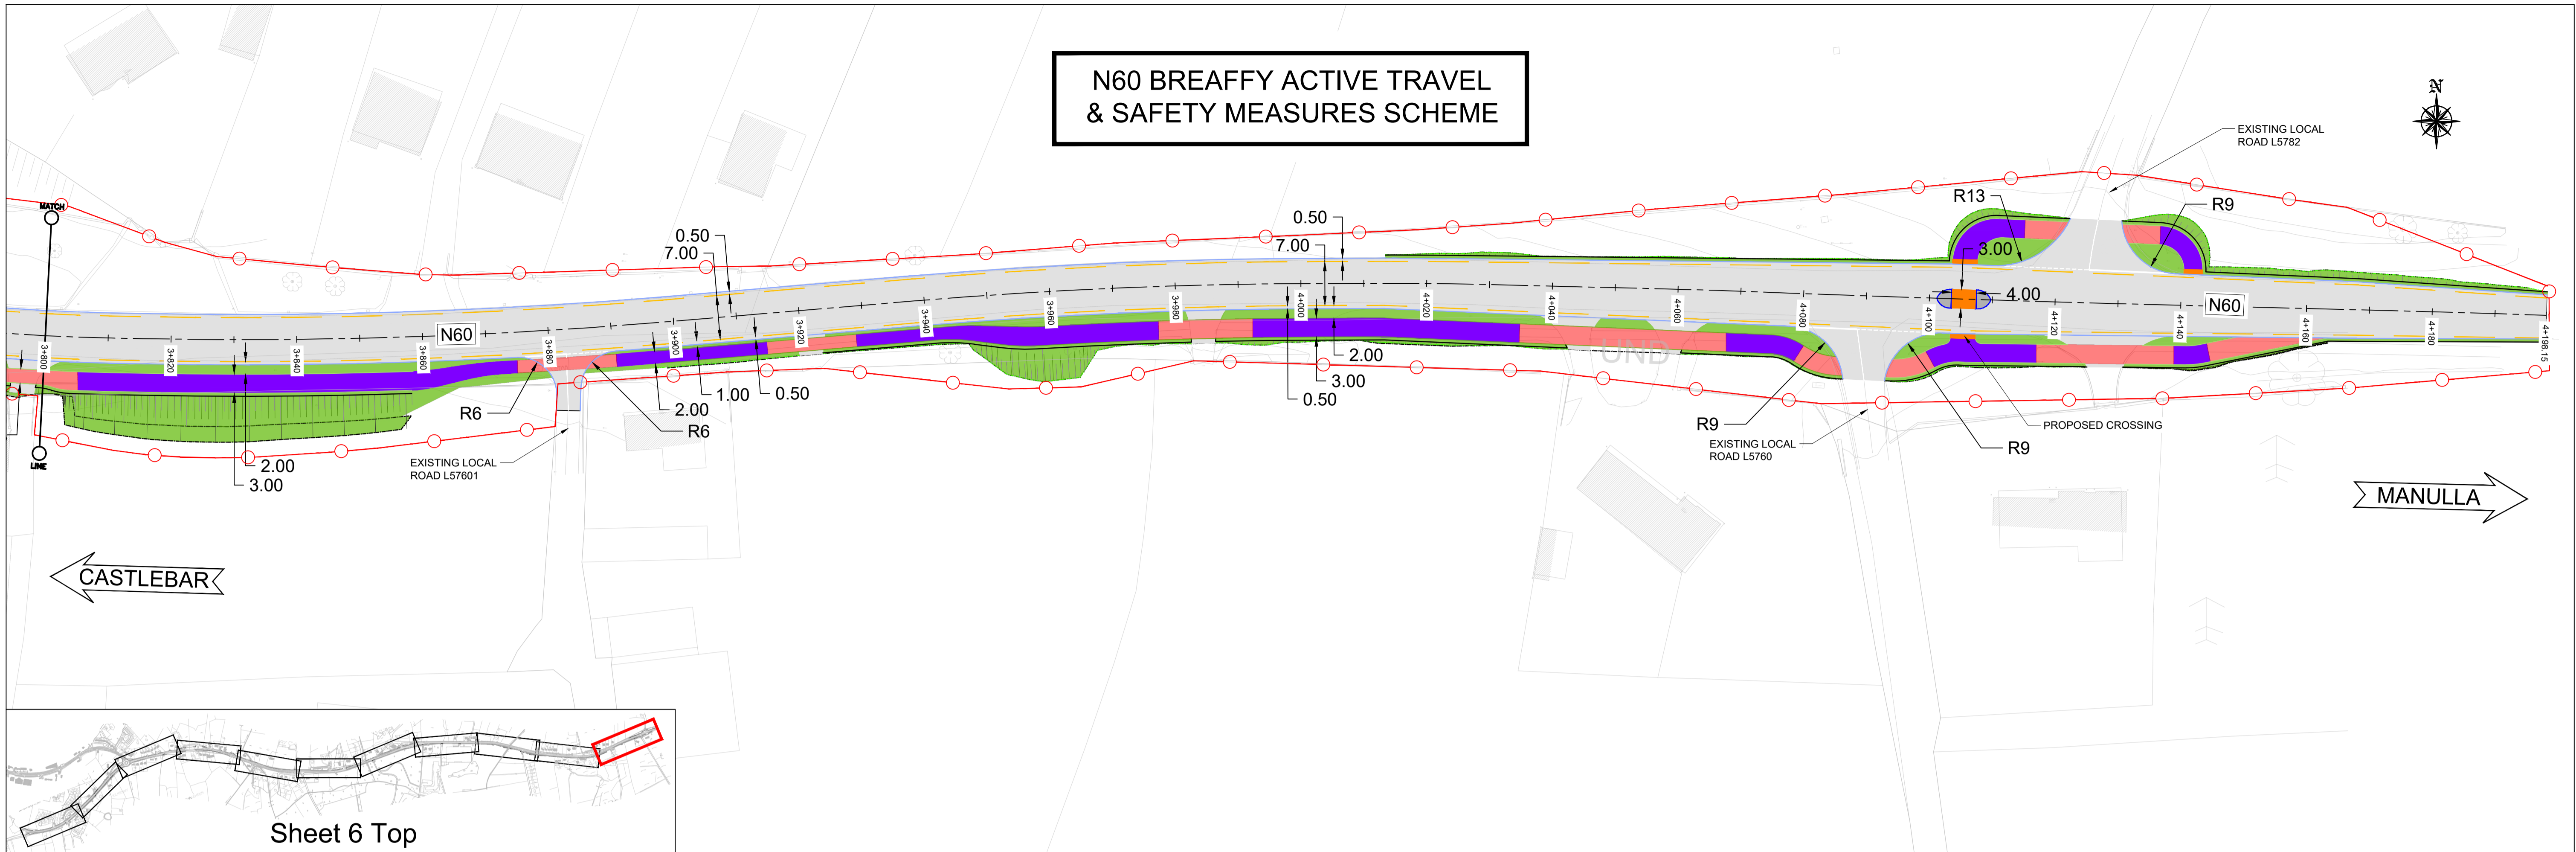 N60 BREAFFY ACTIVE TRAVEL
& SAFETY MEASURES SCHEME
N
EXISTING LOCAL
ROAD L5782
R13
R9
MATCH
0.50
7.00
0.50
7.00
3.00
4.00
N60
N60
3+800
3+820
3+840
3+860
3+880
3+900
3+920
3+940
3+960
3+980
4+000
4+020
4+040
4+060
4+080
4+100
4+120
4+140
4+160
4+180
4+198.15
UND
2.00
3.00
0.50
R6
R6
2.00
1.00
0.50
R9
EXISTING LOCAL
ROAD L5760
R9
PROPOSED CROSSING
LINE
2.00
3.00
EXISTING LOCAL
ROAD L57601
CASTLEBAR
MANULLA
Sheet 6 Top